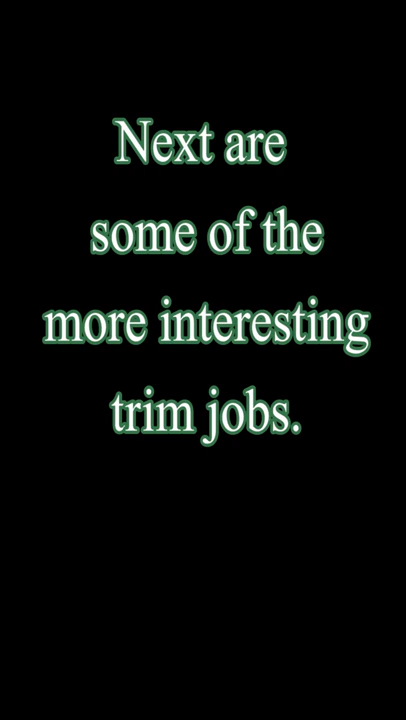 Next are
some of the
more interesting
trim jobs.